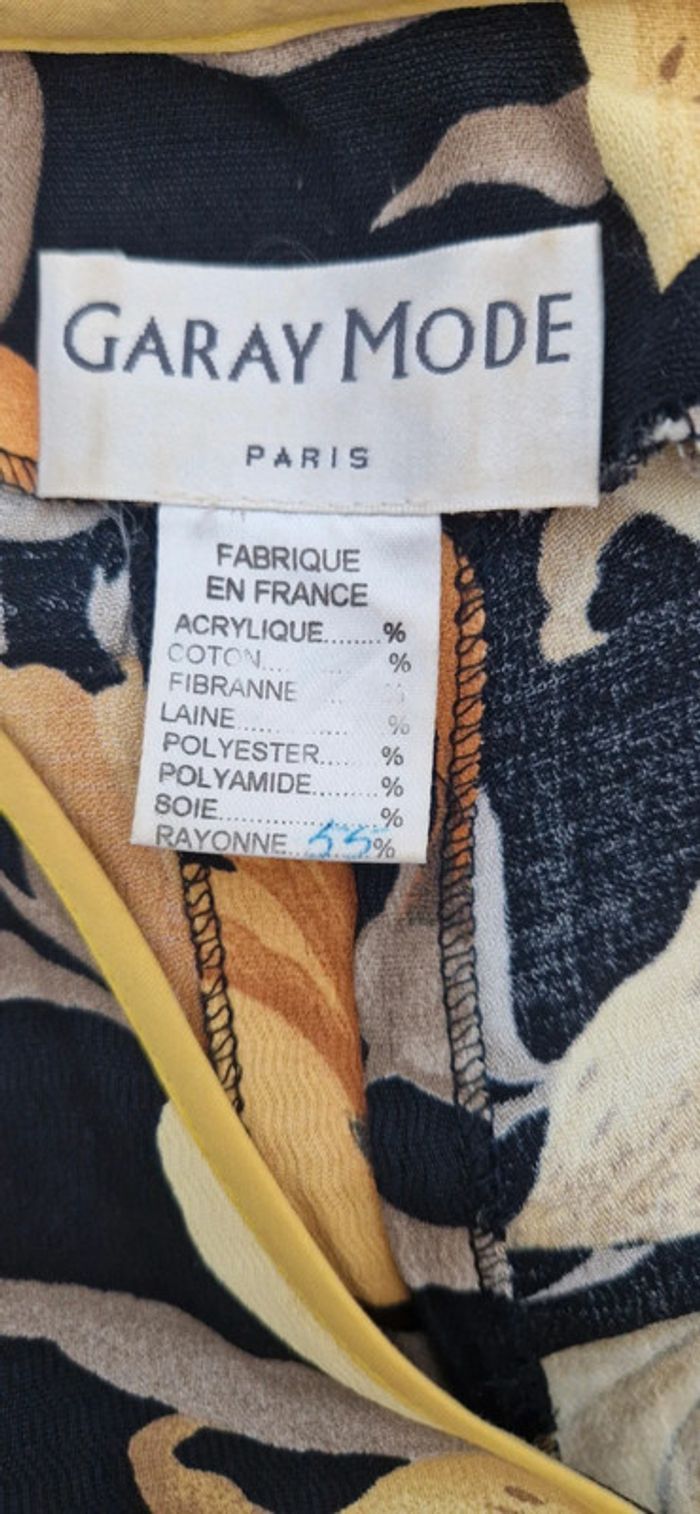 GARAY MODE
PARIS
FABRIQUE
EN FRANCE
ACRYLIQUE........%
COTON.... %
FIBRANNE
LAINE...... %
POLYESTER.....%
POLYAMIDE.........%
SOIE.......................%
RAYONNE..55%